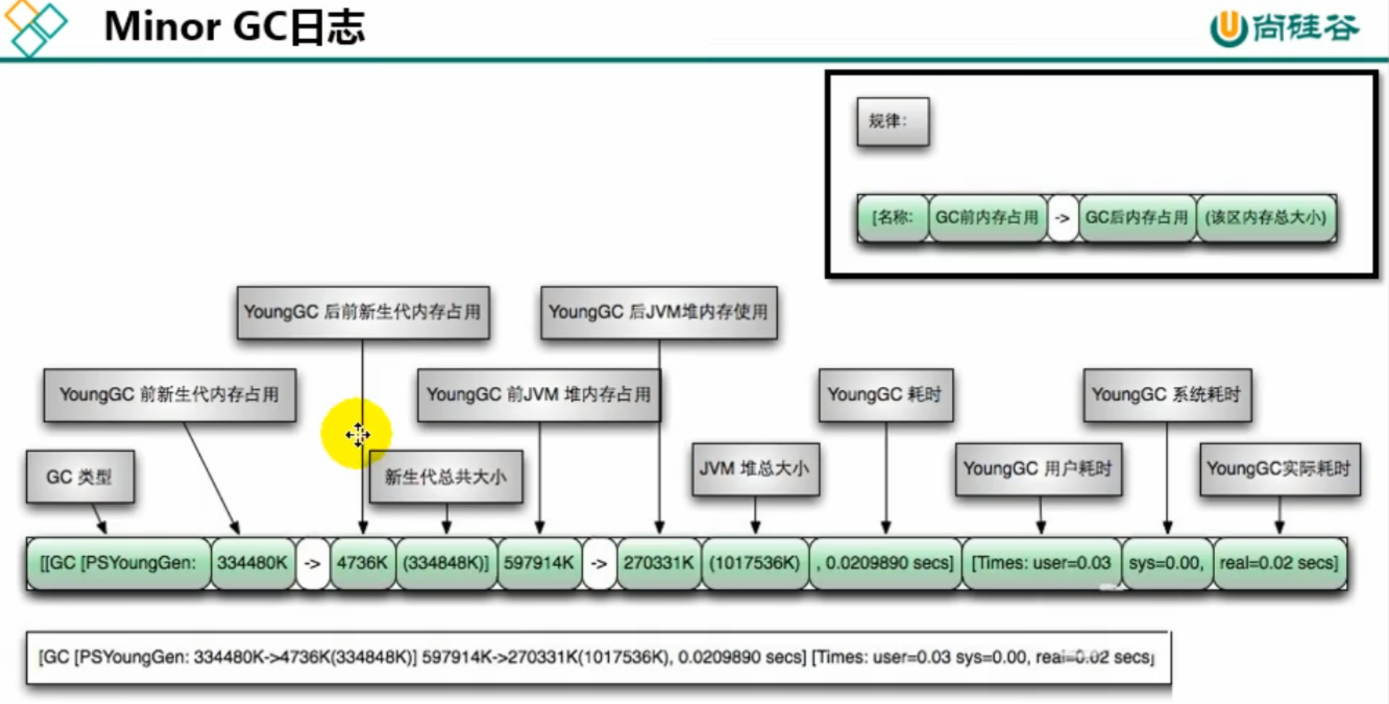 Minor GC日志
尚硅谷
规律:
[名称: GC前内存占用 -> GC后内存占用 (该区内存总大小)
YoungGC 后前新生代内存占用
YoungGC 后JVM堆内存使用
YoungGC 前新生代内存占用
YoungGC 前JVM 堆内存占用
YoungGC 耗时
YoungGC 系统耗时
GC 类型
新生代总共大小
JVM 堆总大小
YoungGC 用户耗时
YoungGC实际耗时
[[GC [PSYoungGen: 334480K -> 4736K (334848K)] 597914K -> 270331K (1017536K) , 0.0209890 secs] [Times: user=0.03 sys=0.00, real=0.02 secs]
[GC [PSYoungGen: 334480K->4736K(334848K)] 597914K->270331K(1017536K), 0.0209890 secs] [Times: user=0.03 sys=0.00, real=0.02 secs]